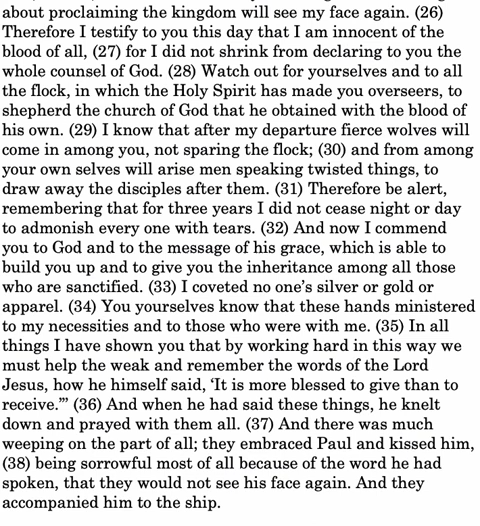 about proclaiming the kingdom will see my face again. (26)
Therefore I testify to you this day that I am innocent of the
blood of all, (27) for I did not shrink from declaring to you the
whole counsel of God. (28) Watch out for yourselves and to all
the flock, in which the Holy Spirit has made you overseers, to
shepherd the church of God that he obtained with the blood of
his own. (29) I know that after my departure fierce wolves will
come in among you, not sparing the flock; (30) and from among
your own selves will arise men speaking twisted things, to
draw away the disciples after them. (31) Therefore be alert,
remembering that for three years I did not cease night or day
to admonish every one with tears. (32) And now I commend
you to God and to the message of his grace, which is able to
build you up and to give you the inheritance among all those
who are sanctified. (33) I coveted no one’s silver or gold or
apparel. (34) You yourselves know that these hands ministered
to my necessities and to those who were with me. (35) In all
things I have shown you that by working hard in this way we
must help the weak and remember the words of the Lord
Jesus, how he himself said, ‘It is more blessed to give than to
receive.’” (36) And when he had said these things, he knelt
down and prayed with them all. (37) And there was much
weeping on the part of all; they embraced Paul and kissed him,
(38) being sorrowful most of all because of the word he had
spoken, that they would not see his face again. And they
accompanied him to the ship.